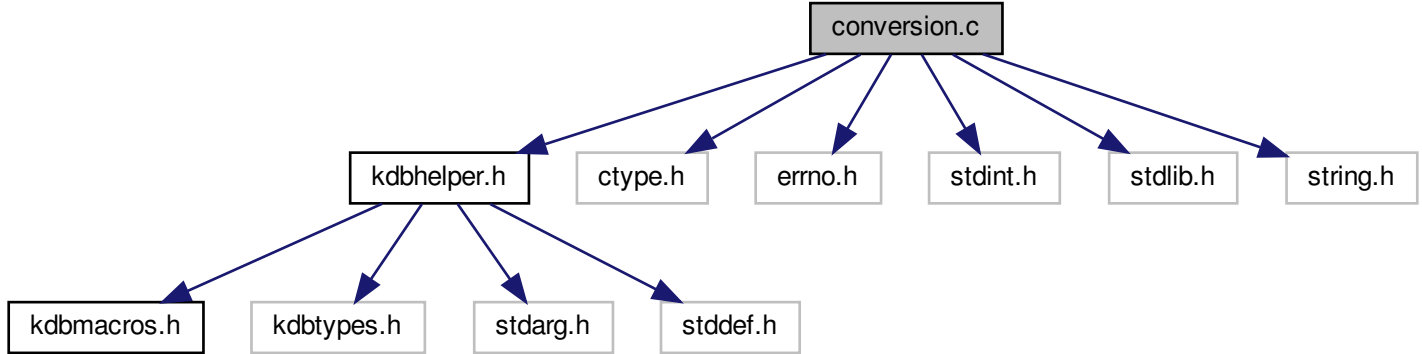 conversion.c
kdbhelper.h
ctype.h
errno.h
stdint.h
stdlib.h
string.h
kdbmacros.h
kdbtypes.h
stdarg.h
stddef.h